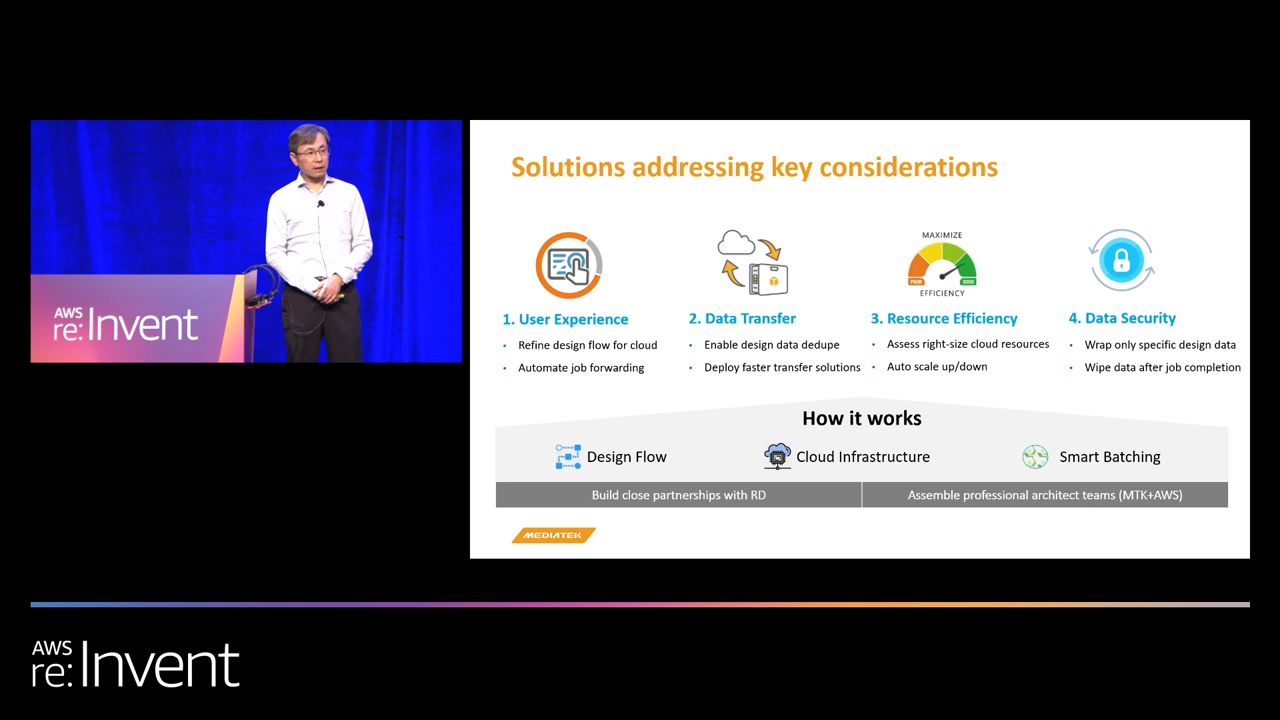 AWS
re:Invent
Solutions addressing key considerations
MAXIMIZE
POOR
GOOD
EFFICIENCY
1. User Experience
• Refine design flow for cloud
• Automate job forwarding
2. Data Transfer
• Enable design data dedupe
• Deploy faster transfer solutions
3. Resource Efficiency
• Assess right-size cloud resources
• Auto scale up/down
4. Data Security
• Wrap only specific design data
• Wipe data after job completion
How it works
Design Flow
Cloud Infrastructure
Smart Batching
Build close partnerships with RD
Assemble professional architect teams (MTK+AWS)
MEDIATEK
AWS
re:Invent